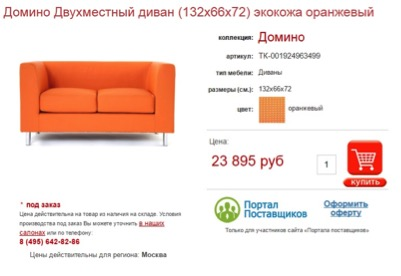 Домино Двухместный диван (132x66x72) экокожа оранжевый
коллекция: Домино
артикул: ТК-001924963499
тип мебели: Диваны
размеры (см.): 132x66x72
цвет: оранжевый
Цена:
23 895 руб
1
купить
* под заказ
Цена действительна на товар из наличия на складе. Условия
производства под заказ Вы можете уточнить в наших
салонах или по телефону:
8 (495) 642-82-86
Цены действительны для региона: Москва
Портал
Поставщиков
Оформить
оферту
Только для участников сайта «Портала поставщиков»